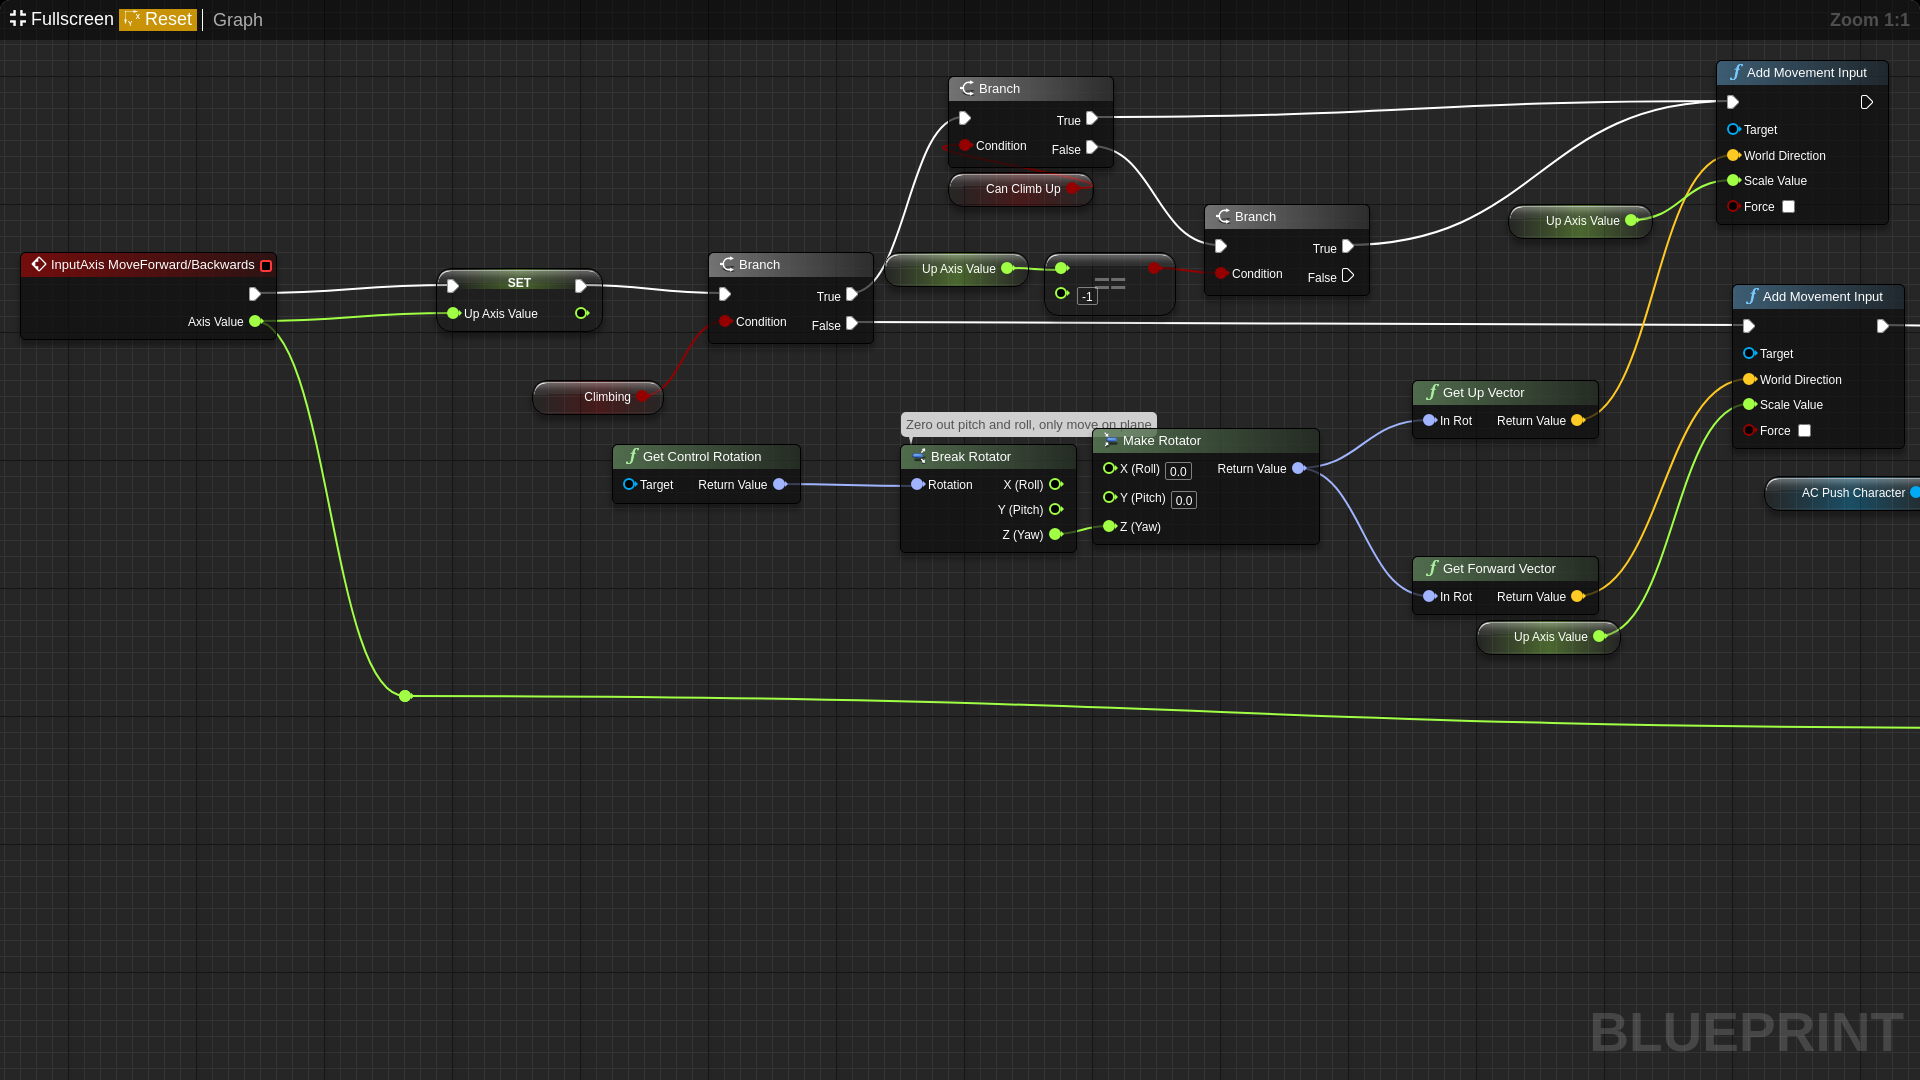 Fullscreen Reset Graph Zoom 1:1
Branch
True
Condition
False
Can Climb Up
Add Movement Input
Target
World Direction
Scale Value
Force
Branch
True
Condition
False
Up Axis Value
InputAxis MoveForward/Backwards
Axis Value
SET
Up Axis Value
Branch
True
Condition
False
Up Axis Value
-1
==
Climbing
Add Movement Input
Target
World Direction
Scale Value
Force
Get Control Rotation
Target Return Value
Zero out pitch and roll, only move on plane
Break Rotator
Rotation X (Roll)
Y (Pitch)
Z (Yaw)
Make Rotator
X (Roll) 0.0 Return Value
Y (Pitch) 0.0
Z (Yaw)
Get Up Vector
In Rot Return Value
AC Push Character
Get Forward Vector
In Rot Return Value
Up Axis Value
BLUEPRINT